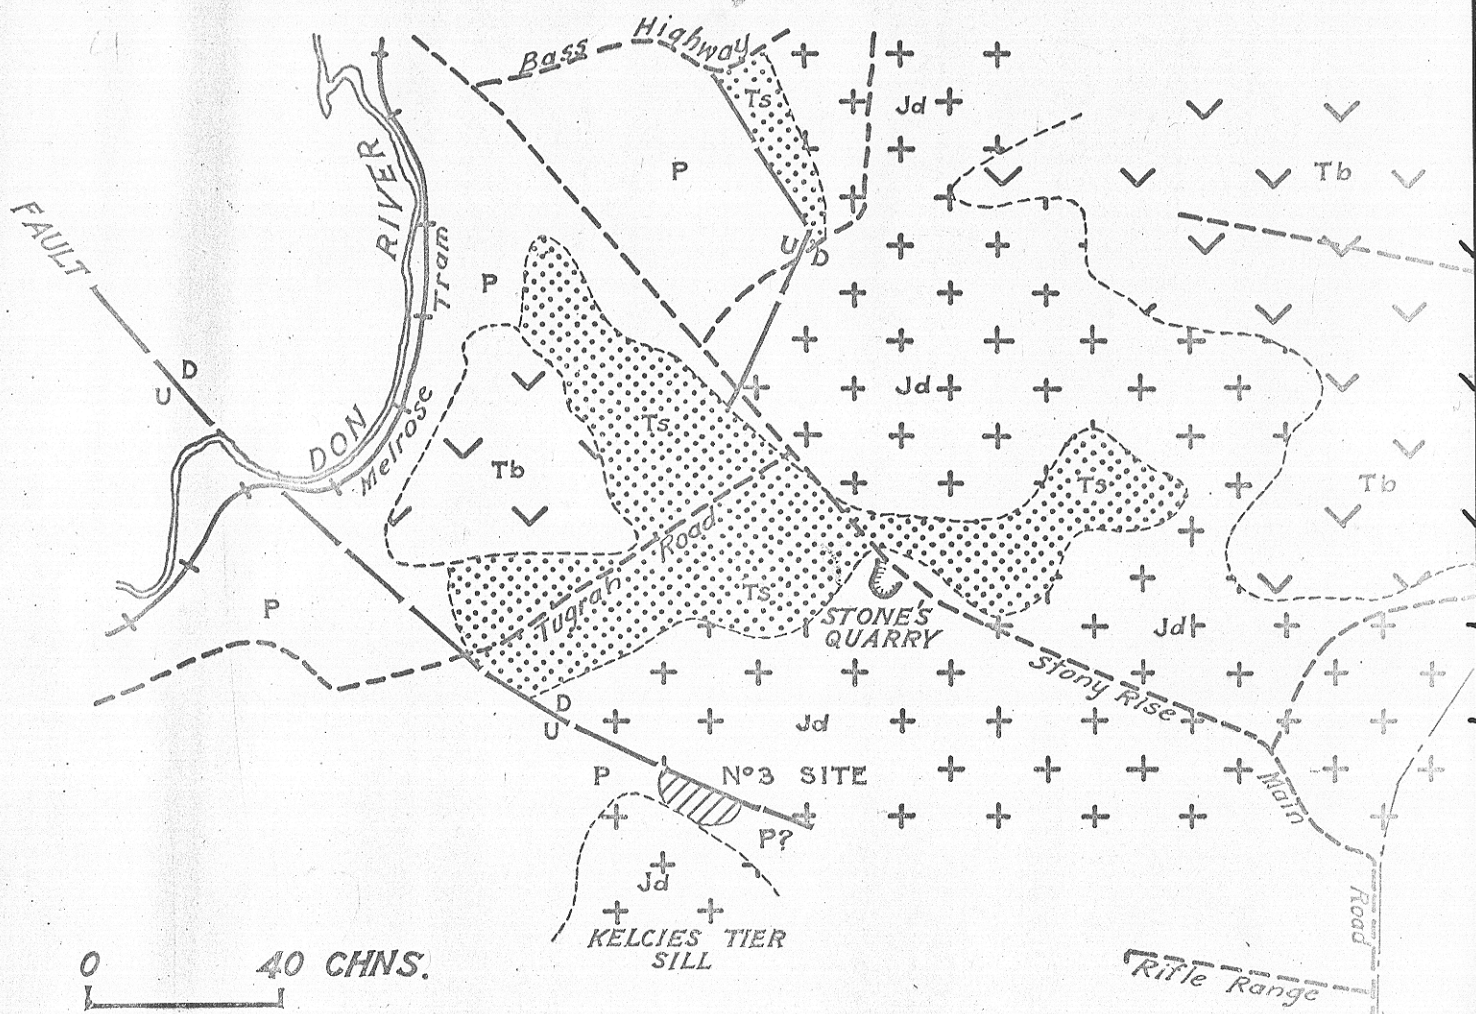 Bass Highway
Ts
Jd
RIVER
P
Tb
FAULT
Tram
P
U
D
D
U
Jd
Ts
DON
Melrose
Tb
Ts
Tb
Road
Ts
P
Tugrah
STONE'S
QUARRY
Jd
Stony Rise
D
U
Jd
P
Nº3 SITE
Main
P?
Jd
Road
KELCIES TIER
SILL
0 40 CHNS.
Rifle Range